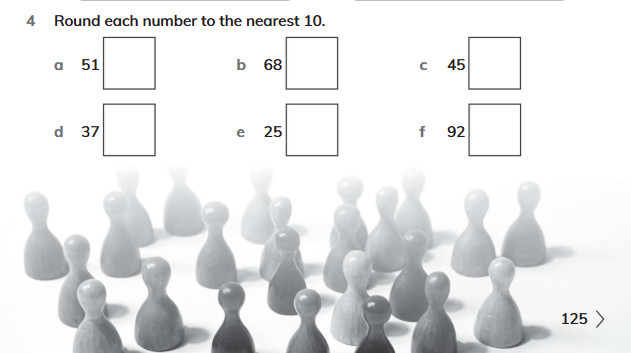 4 Round each number to the nearest 10.
a 51 b 68 c 45
d 37 e 25 f 92
125 >